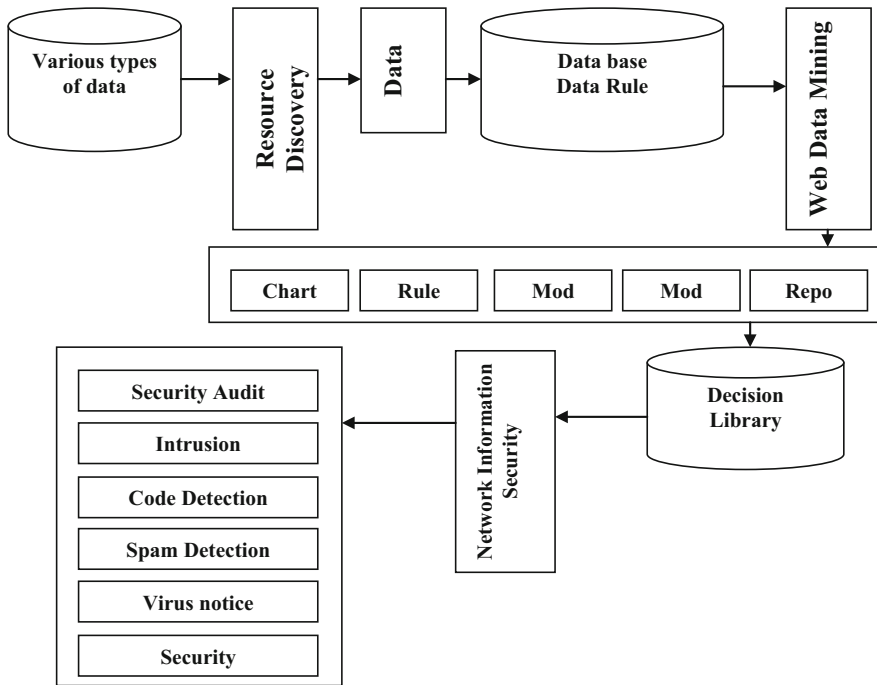 Various types
of data
Resource
Discovery
Data
Data base
Data Rule
Web Data Mining
Chart
Rule
Mod
Mod
Repo
Decision
Library
Network Information
Security
Security Audit
Intrusion
Code Detection
Spam Detection
Virus notice
Security